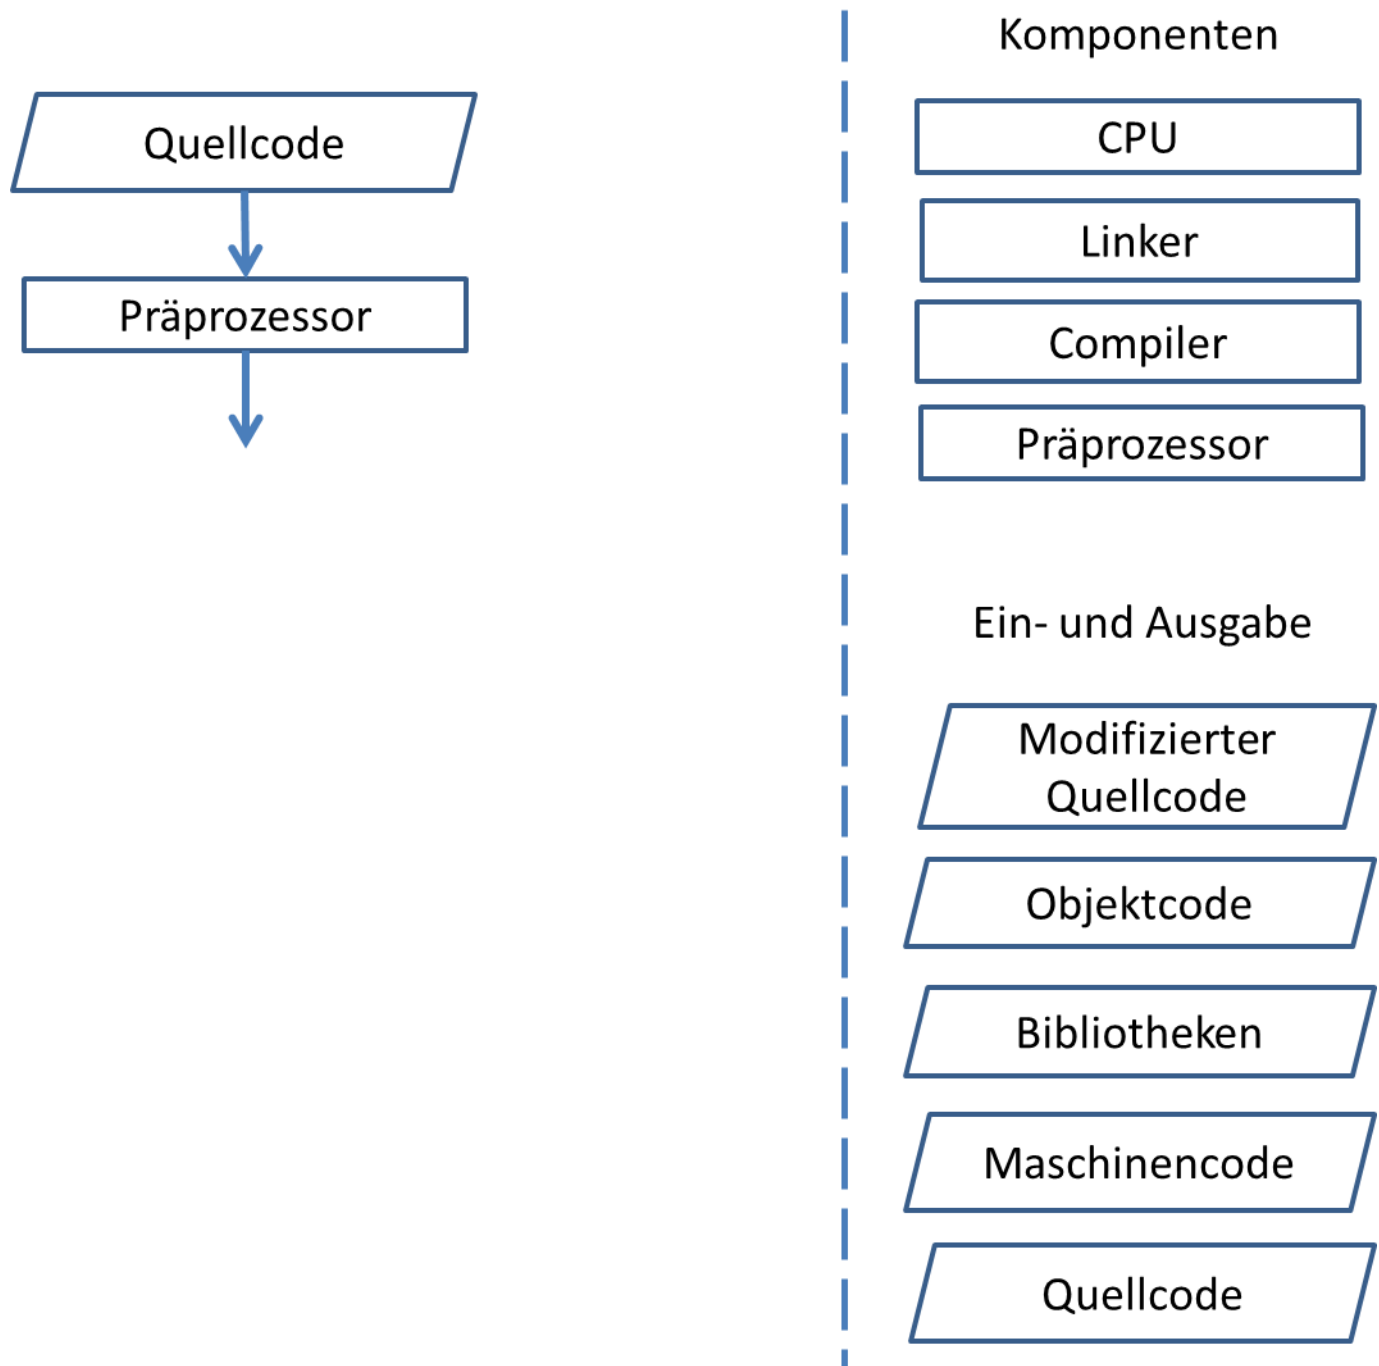 Quellcode
Präprozessor
Komponenten
CPU
Linker
Compiler
Präprozessor
Ein- und Ausgabe
Modifizierter
Quellcode
Objektcode
Bibliotheken
Maschinencode
Quellcode